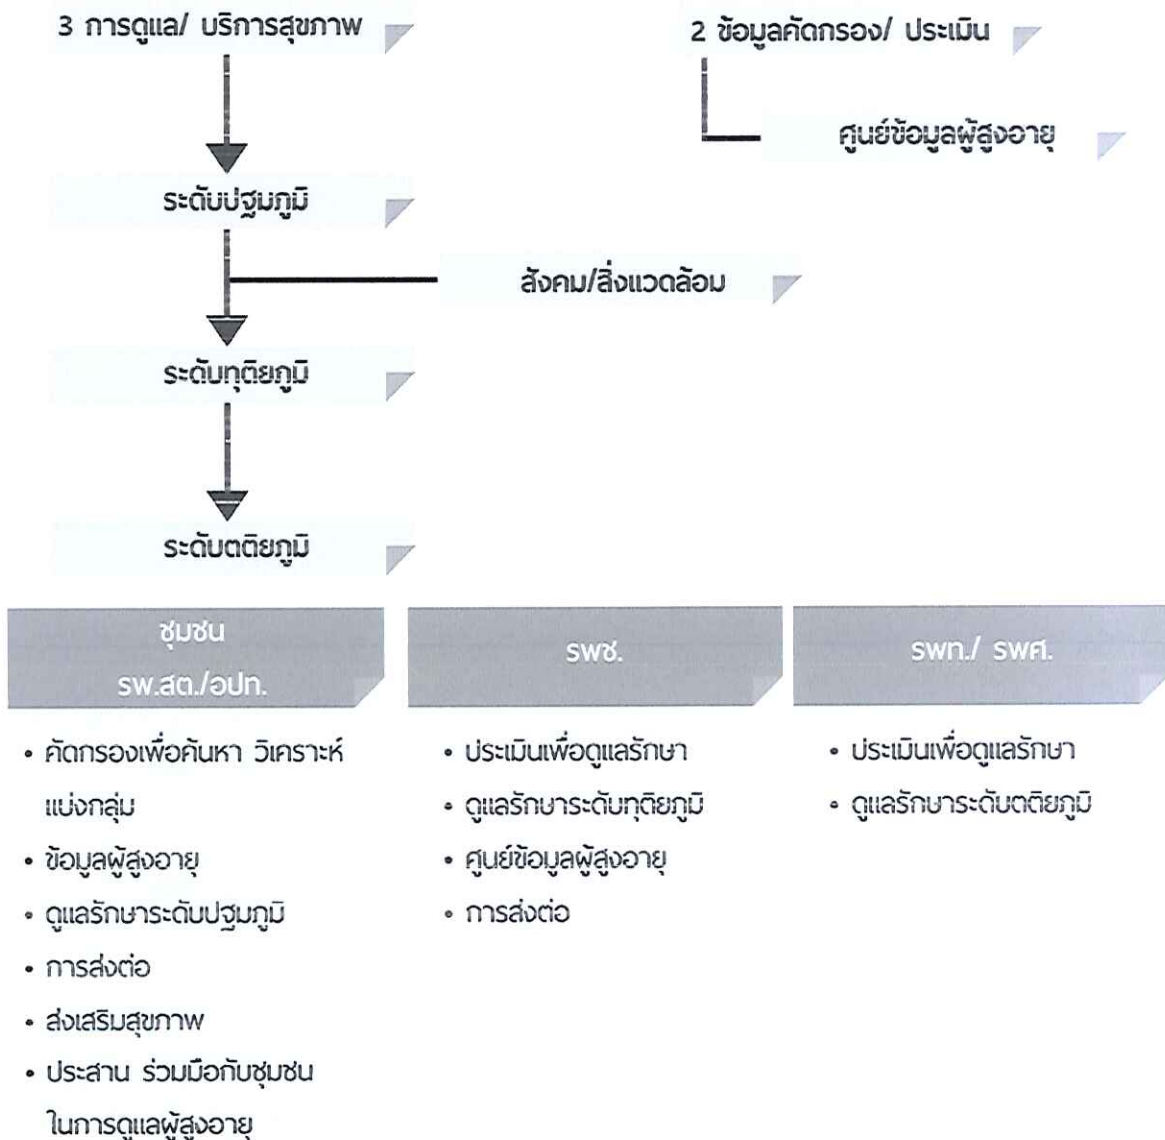 3 การดูแล/ บริการสุขภาพ
2 ข้อมูลคัดกรอง/ ประเมิน
ศูนย์ข้อมูลผู้สูงอายุ
ระดับปฐมภูมิ
สังคม/สิ่งแวดล้อม
ระดับทุติยภูมิ
ระดับตติยภูมิ
ชุมชน
รพ.สต./อปท.
• คัดกรองเพื่อค้นหา วิเคราะห์
แบ่งกลุ่ม
• ข้อมูลผู้สูงอายุ
• ดูแลรักษาระดับปฐมภูมิ
• การส่งต่อ
• ส่งเสริมสุขภาพ
• ประสาน ร่วมมือกับชุมชน
ในการดูแลผู้สูงอายุ
รพช.
• ประเมินเพื่อดูแลรักษา
• ดูแลรักษาระดับทุติยภูมิ
• ศูนย์ข้อมูลผู้สูงอายุ
• การส่งต่อ
รพท./ รพศ.
• ประเมินเพื่อดูแลรักษา
• ดูแลรักษาระดับตติยภูมิ